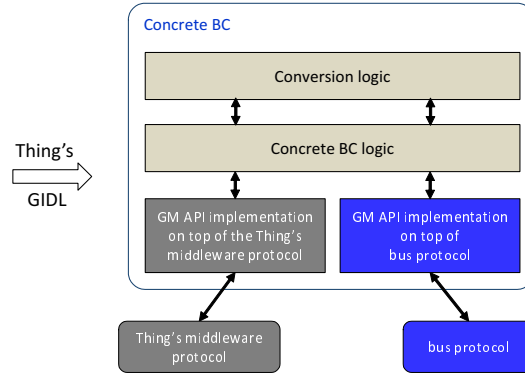 Concrete BC
Conversion logic
Concrete BC logic
Thing's
GIDL
GM API implementation
on top of the Thing's
middleware protocol
GM API implementation
on top of
bus protocol
Thing's middleware
protocol
bus protocol